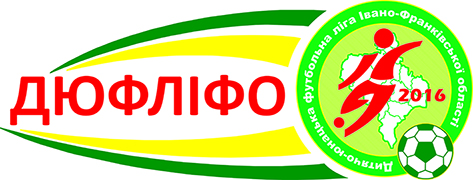 ДЮФЛІФО
Дитячо-юнацька футбольна ліга Івано-Франківської області
2016